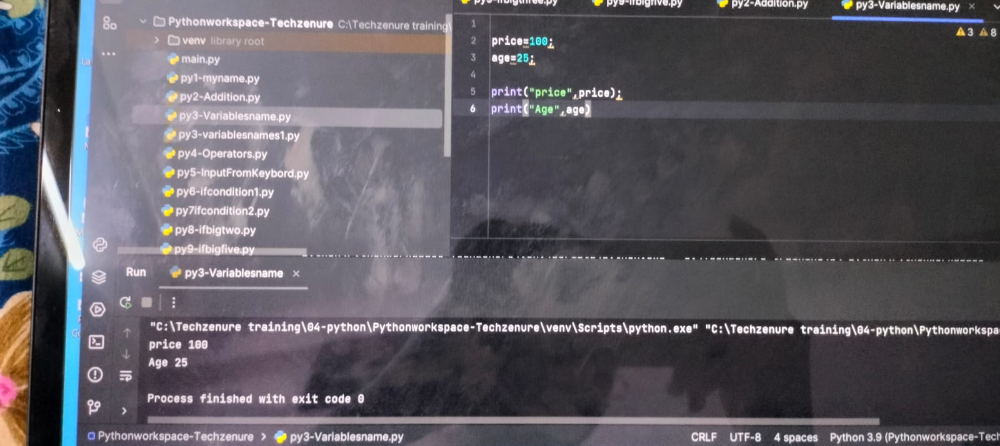 py9-ifbigfive.py
py2-Addition.py
py3-Variablesname.py
Pythonworkspace-Techzenure C:\Techzenure training\
venv library root
main.py
py1-myname.py
py2-Addition.py
py3-Variablesname.py
py3-variablesnames1.py
py4-Operators.py
py5-InputFromKeybord.py
py6-ifcondition1.py
py7ifcondition2.py
py8-ifbigtwo.py
py9-ifbigfive.py
3 8
1
2 price=100;
3 age=25;
4
5 print("price",price);
6 print("Age",age)
Run py3-Variablesname
"C:\Techzenure training\04-python\Pythonworkspace-Techzenure\venv\Scripts\python.exe" "C:\Techzenure training\04-python\Pythonworkspa
price 100
Age 25
Process finished with exit code 0
Pythonworkspace-Techzenure > py3-Variablesname.py
CRLF UTF-8 4 spaces Python 3.9 (Pythonworkspace-Tech